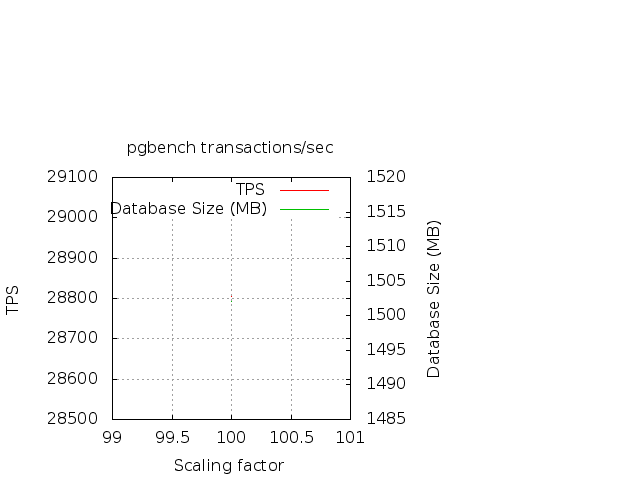 pgbench transactions/sec
29100
29000
28900
28800
28700
28600
28500
TPS
TPS
Database Size (MB)
1520
1515
1510
1505
1500
1495
1490
1485
Database Size (MB)
99 99.5 100 100.5 101
Scaling factor